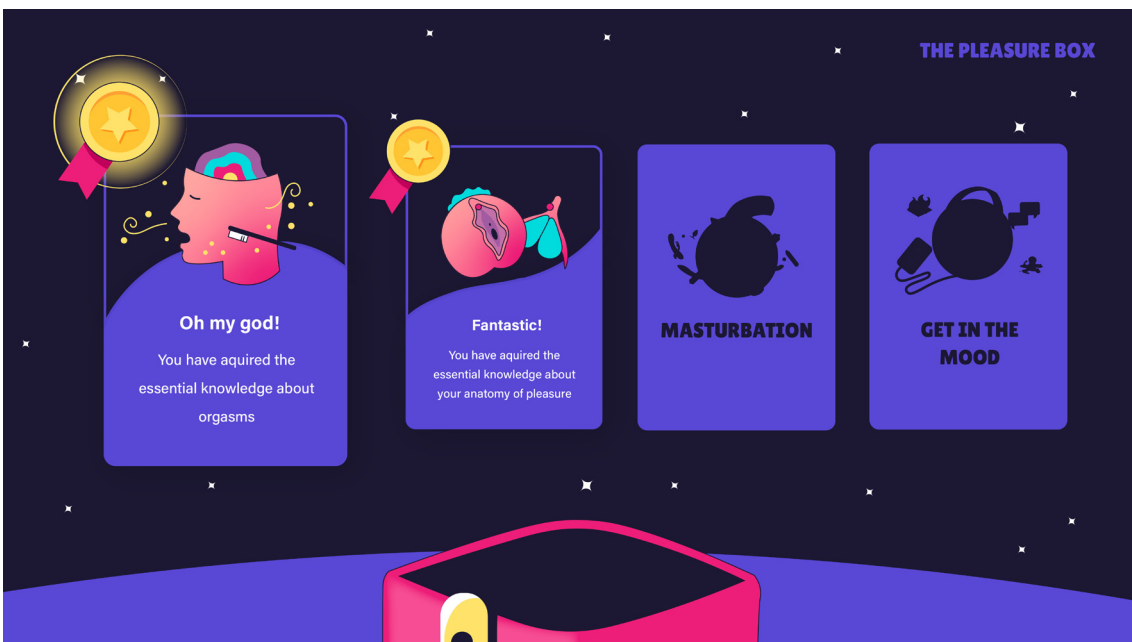 THE PLEASURE BOX
Oh my god!
You have aquired the
essential knowledge about
orgasms
Fantastic!
You have aquired the
essential knowledge about
your anatomy of pleasure
MASTURBATION
GET IN THE
MOOD